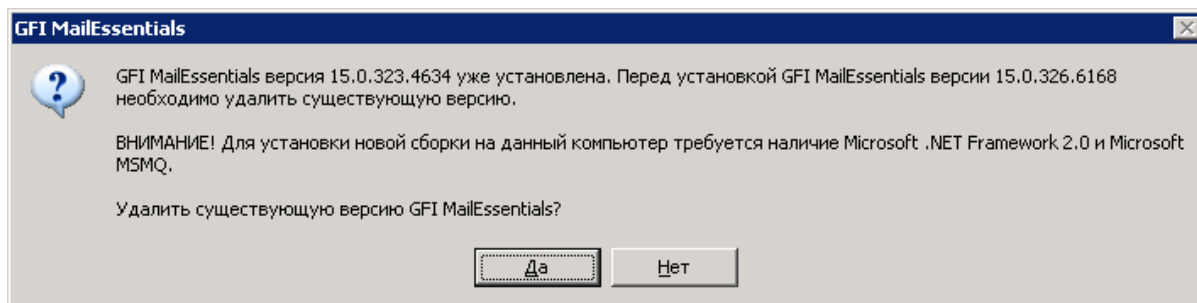 GFI MailEssentials
GFI MailEssentials версия 15.0.323.4634 уже установлена. Перед установкой GFI MailEssentials версии 15.0.326.6168
необходимо удалить существующую версию.
ВНИМАНИЕ! Для установки новой сборки на данный компьютер требуется наличие Microsoft .NET Framework 2.0 и Microsoft
MSMQ.
Удалить существующую версию GFI MailEssentials?
Да
Нет